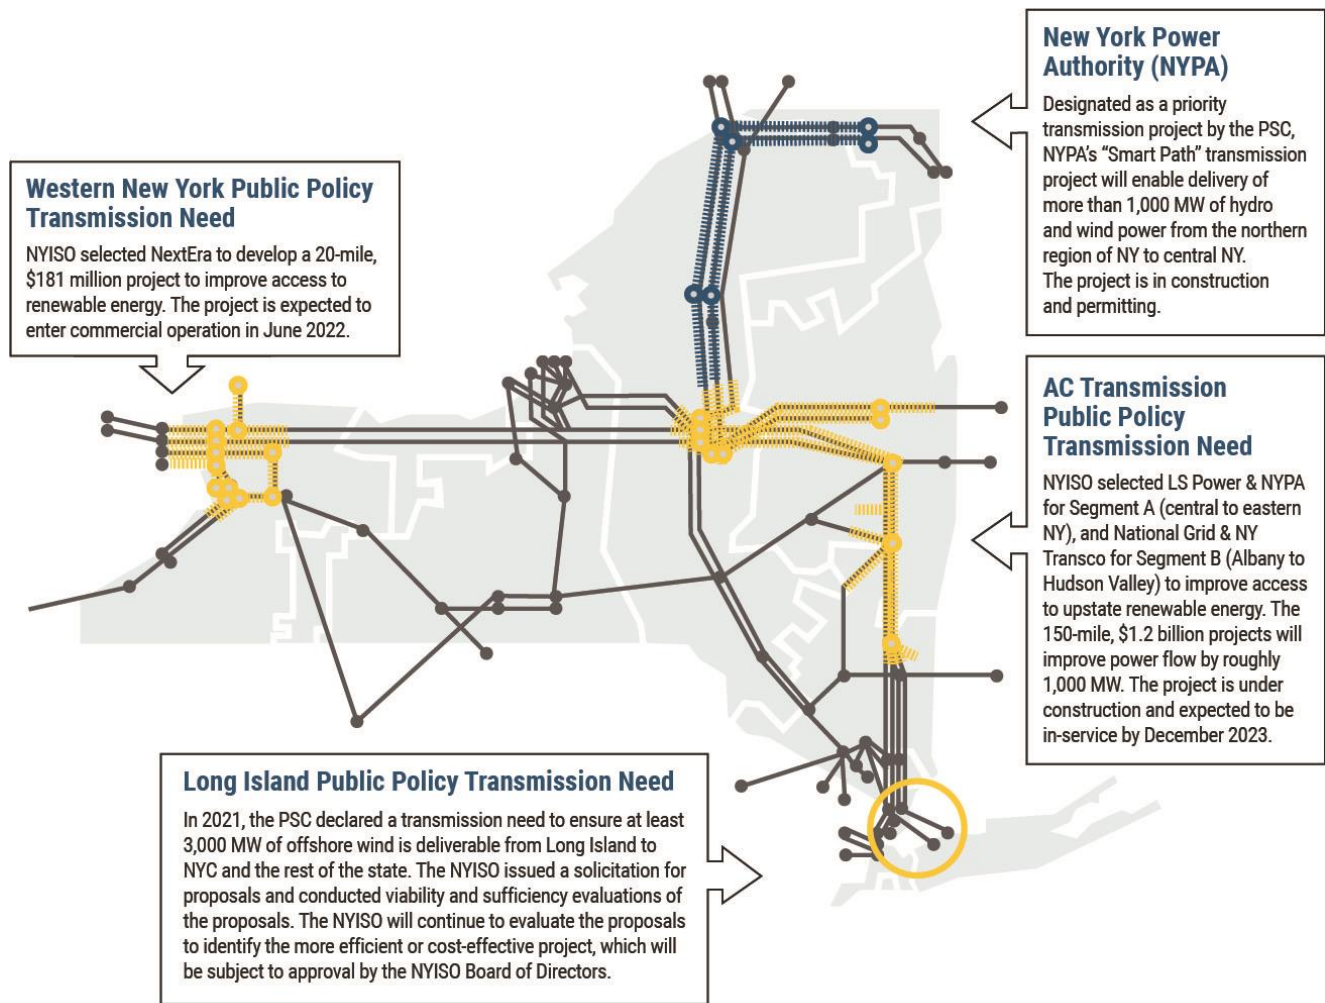 New York Power
Authority (NYPA)
Designated as a priority
transmission project by the PSC,
NYPA's “Smart Path” transmission
project will enable delivery of
more than 1,000 MW of hydro
and wind power from the northern
region of NY to central NY.
The project is in construction
and permitting.
Western New York Public Policy
Transmission Need
NYISO selected NextEra to develop a 20-mile,
$181 million project to improve access to
renewable energy. The project is expected to
enter commercial operation in June 2022.
AC Transmission
Public Policy
Transmission Need
NYISO selected LS Power & NYPA
for Segment A (central to eastern
NY), and National Grid & NY
Transco for Segment B (Albany to
Hudson Valley) to improve access
to upstate renewable energy. The
150-mile, $1.2 billion projects will
improve power flow by roughly
1,000 MW. The project is under
construction and expected to be
in-service by December 2023.
Long Island Public Policy Transmission Need
In 2021, the PSC declared a transmission need to ensure at least
3,000 MW of offshore wind is deliverable from Long Island to
NYC and the rest of the state. The NYISO issued a solicitation for
proposals and conducted viability and sufficiency evaluations of
the proposals. The NYISO will continue to evaluate the proposals
to identify the more efficient or cost-effective project, which will
be subject to approval by the NYISO Board of Directors.